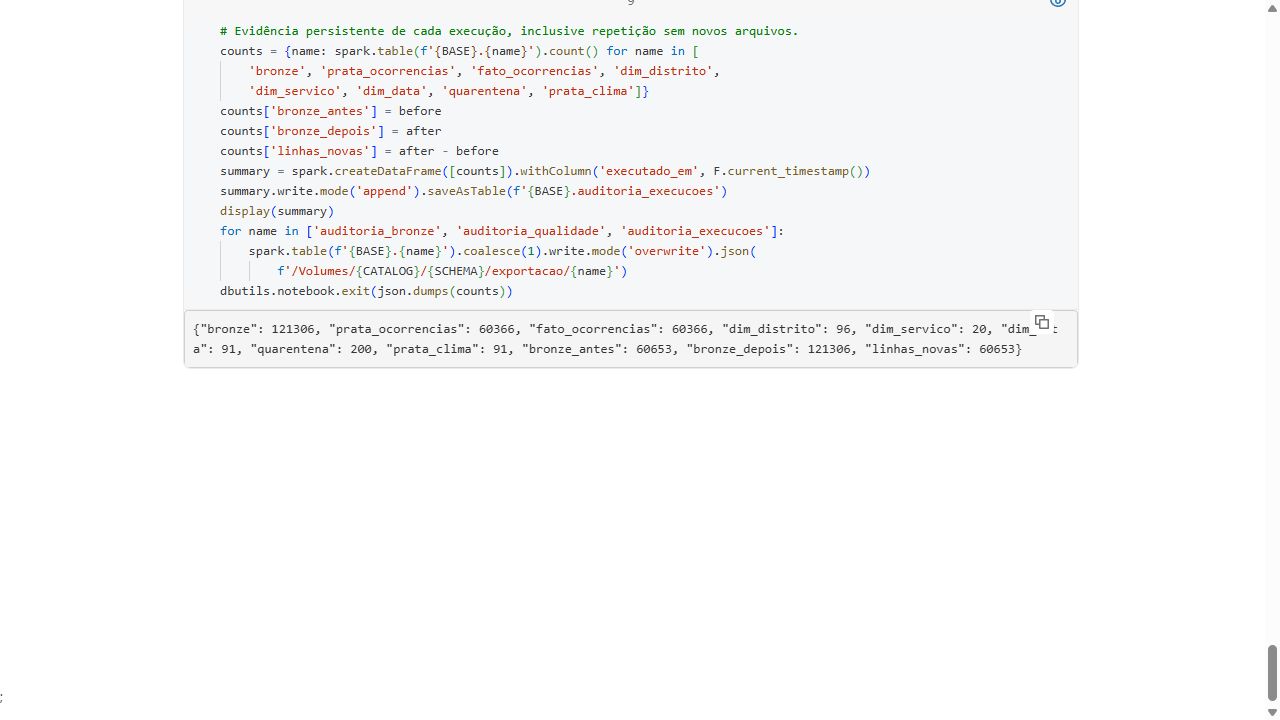 # Evidência persistente de cada execução, inclusive repetição sem novos arquivos.
counts = {name: spark.table(f'{BASE}.{name}').count() for name in [
    'bronze', 'prata_ocorrencias', 'fato_ocorrencias', 'dim_distrito',
    'dim_servico', 'dim_data', 'quarentena', 'prata_clima']}
counts['bronze_antes'] = before
counts['bronze_depois'] = after
counts['linhas_novas'] = after - before
summary = spark.createDataFrame([counts]).withColumn('executado_em', F.current_timestamp())
summary.write.mode('append').saveAsTable(f'{BASE}.auditoria_execucoes')
display(summary)
for name in ['auditoria_bronze', 'auditoria_qualidade', 'auditoria_execucoes']:
    spark.table(f'{BASE}.{name}').coalesce(1).write.mode('overwrite').json(
        f'/Volumes/{CATALOG}/{SCHEMA}/exportacao/{name}')
dbutils.notebook.exit(json.dumps(counts))
{"bronze": 121306, "prata_ocorrencias": 60366, "fato_ocorrencias": 60366, "dim_distrito": 96, "dim_servico": 20, "dim_
a": 91, "quarentena": 200, "prata_clima": 91, "bronze_antes": 60653, "bronze_depois": 121306, "linhas_novas": 60653}
;